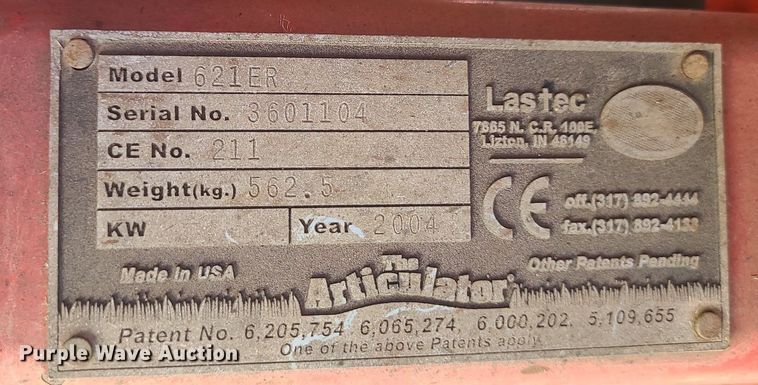 Model 621ER
Serial No. 3601104
CE No. 211
Weight(kg.) 562.5
KW Year 2004
Lastec
7865 N. C.R. 100E,
Lizton, IN 46149
CE
off.(317) 892-4444
fax.(317) 892-4188
Made in USA
The
Articulator®
Other Patents Pending
Patent No. 6,205,754 6,065,274, 6,000,202, 5,109,655
One of the above Patents apply.
Purple Wave Auction